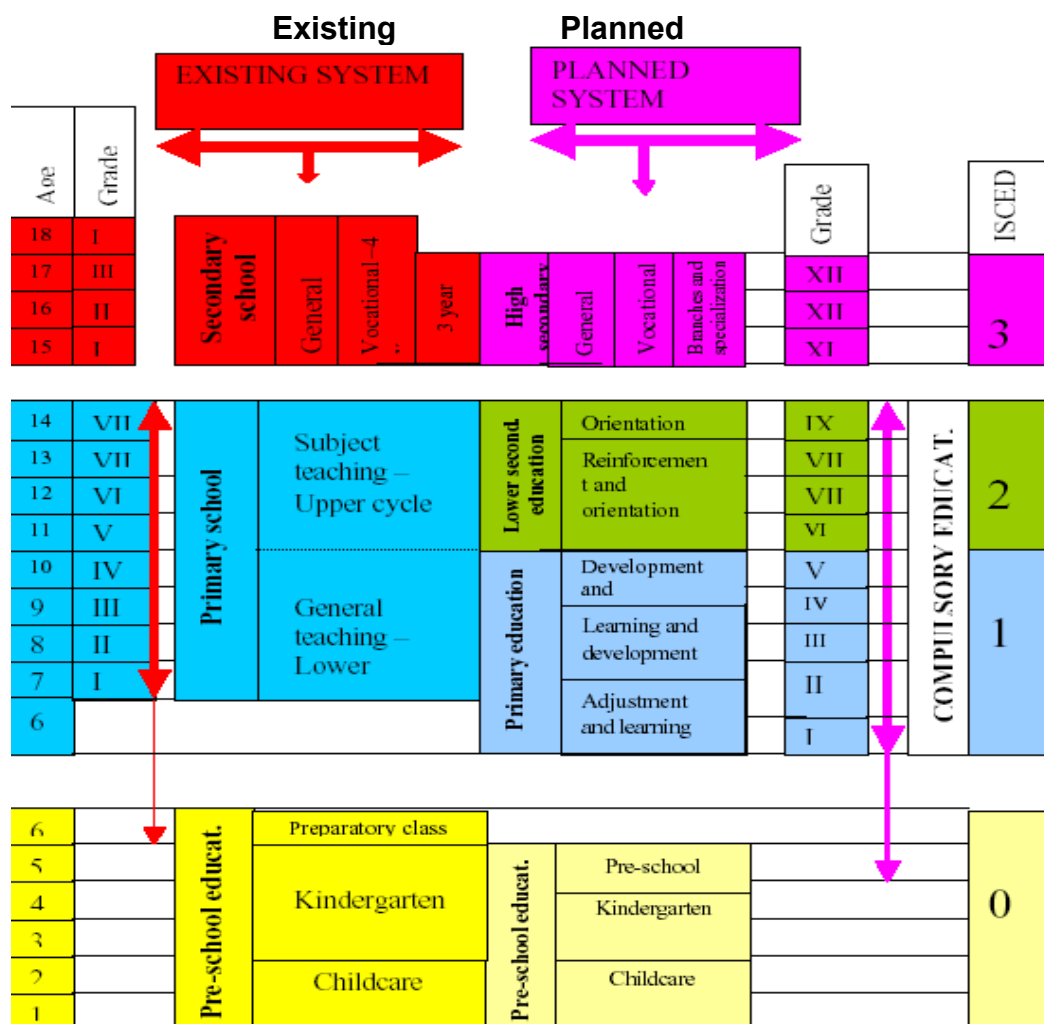 Existing Planned
EXISTING SYSTEM
PLANNED
SYSTEM
Age
Grade
Grade
ISCED
18 I
17 III
16 II
15 I
Secondary
school
General
Vocational –4
3 year
High
secondary
General
Vocational
Branches and
specialization
XII
XII
XI
3
14 VII
13 VII
12 VI
11 V
10 IV
9 III
8 II
7 I
6
Primary school
Subject
teaching –
Upper cycle
General
teaching –
Lower
Lower second.
education
Orientation
Reinforcemen
t and
orientation
Primary education
Development
and
Learning and
development
Adjustment
and learning
IX
VII
VII
VI
V
IV
III
II
I
COMPULSORY EDUCAT.
2
1
6
5
4
3
2
1
Pre-school educat.
Preparatory class
Kindergarten
Childcare
Pre-school educat.
Pre-school
Kindergarten
Childcare
0